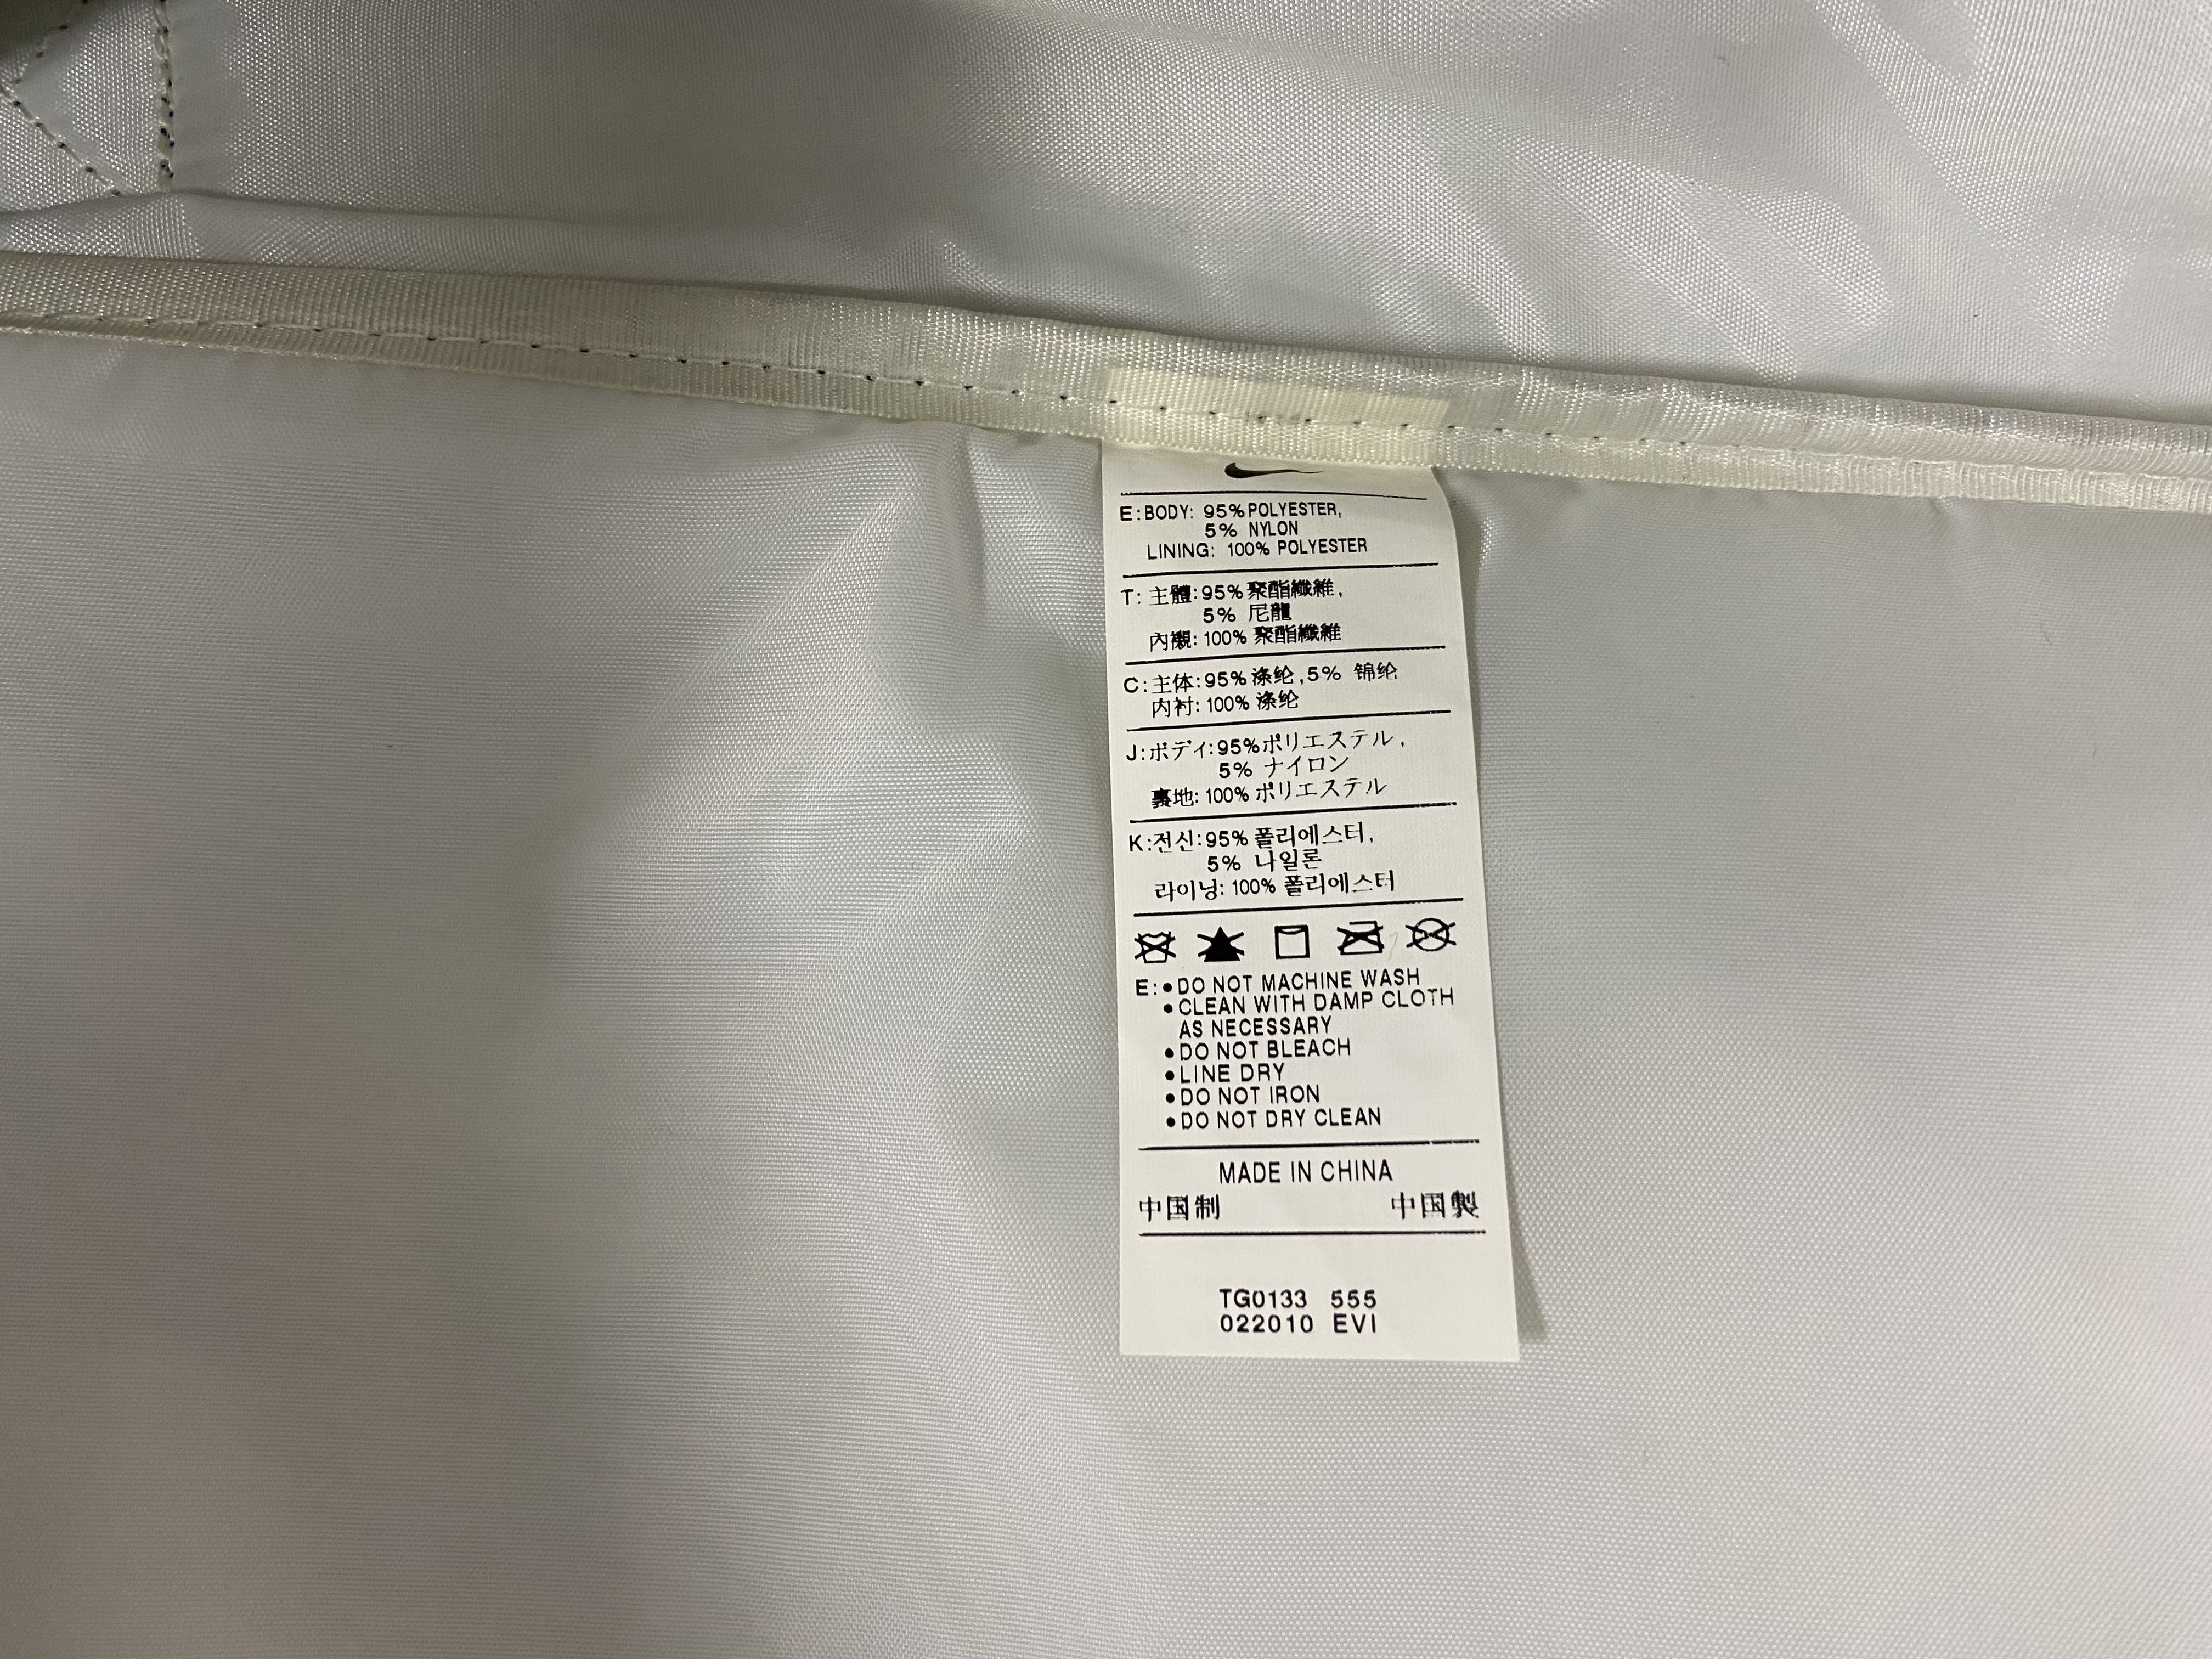 E:BODY: 95% POLYESTER,
5% NYLON
LINING: 100% POLYESTER
T: 主體: 95% 聚酯纖維,
5% 尼龍
內襯: 100% 聚酯纖維
C: 主体: 95% 涤纶, 5% 锦纶
内衬: 100% 涤纶
J: ボディ: 95% ポリエステル,
5% ナイロン
裏地: 100% ポリエステル
K: 전신: 95% 폴리에스터,
5% 나일론
라이닝: 100% 폴리에스터
E: • DO NOT MACHINE WASH
• CLEAN WITH DAMP CLOTH
AS NECESSARY
• DO NOT BLEACH
• LINE DRY
• DO NOT IRON
• DO NOT DRY CLEAN
MADE IN CHINA
中国制 中国製
TG0133 555
022010 EVI